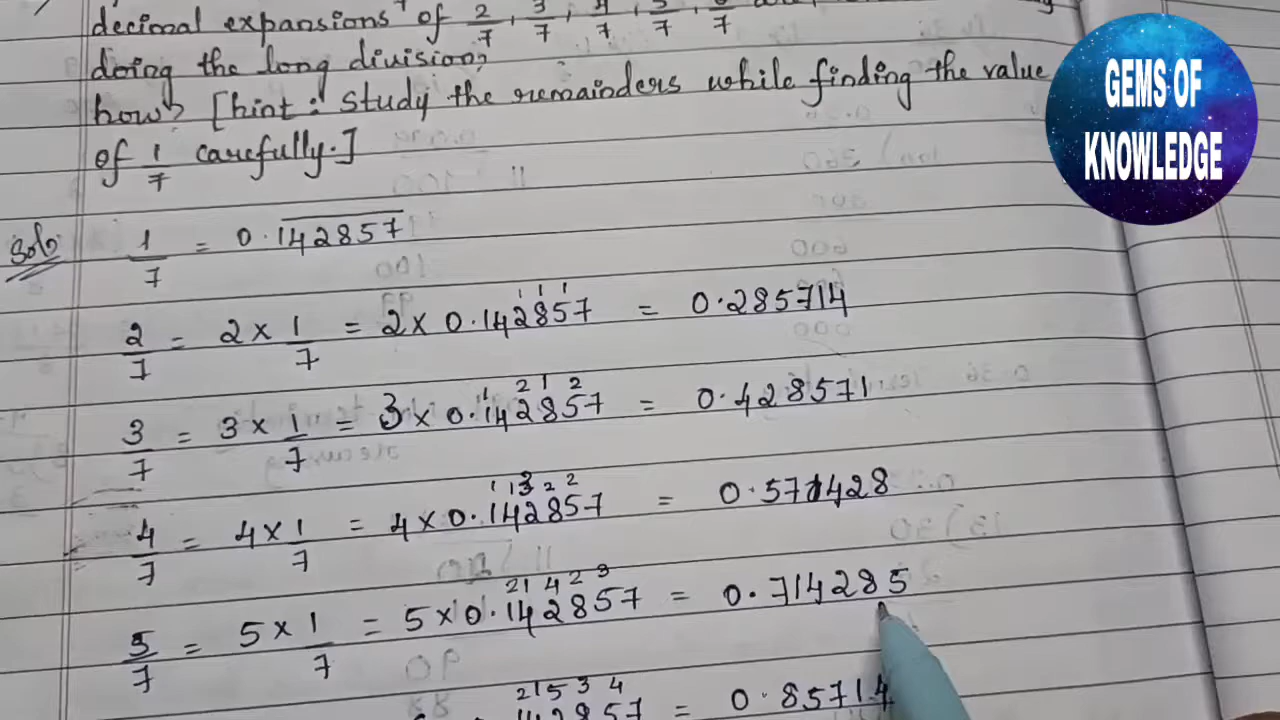 decimal expansions of 2/7, 3/7, 4/7, 5/7, 6/7
doing the long division,
how? [hint : Study the remainders while finding the value
of 1/7 carefully.]
GEMS OF
KNOWLEDGE
Solo 1/7 = 0.142857
2/7 = 2 × 1/7 = 2 × 0.142857 = 0.285714
3/7 = 3 × 1/7 = 3 × 0.142857 = 0.428571
4/7 = 4 × 1/7 = 4 × 0.142857 = 0.571428
5/7 = 5 × 1/7 = 5 × 0.142857 = 0.714285
142857 = 0.85714